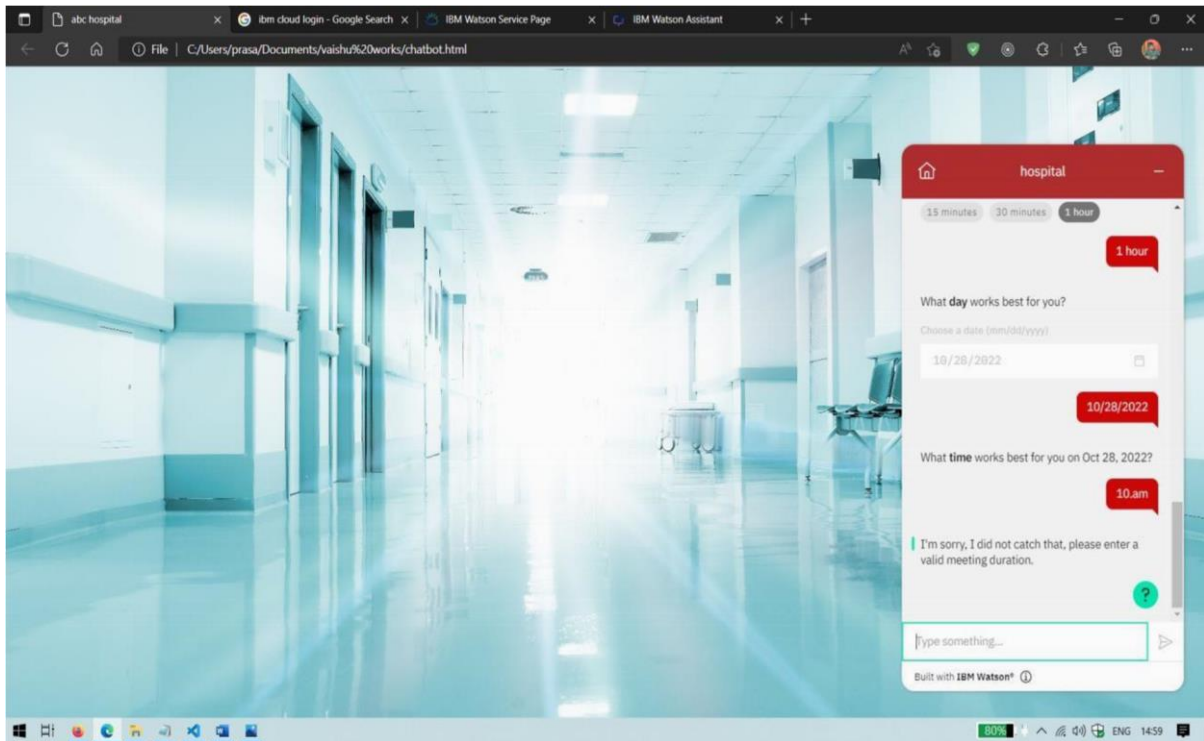 abc hospital
ibm cloud login - Google Search
IBM Watson Service Page
IBM Watson Assistant
File
C:/Users/prasa/Documents/vaishu%20works/chatbot.html
hospital
15 minutes 30 minutes 1 hour
1 hour
What day works best for you?
Choose a date (mm/dd/yyyy)
10/28/2022
10/28/2022
What time works best for you on Oct 28, 2022?
10.am
I'm sorry, I did not catch that, please enter a
valid meeting duration.
?
Type something...
Built with IBM Watson®
80% ENG 14:59